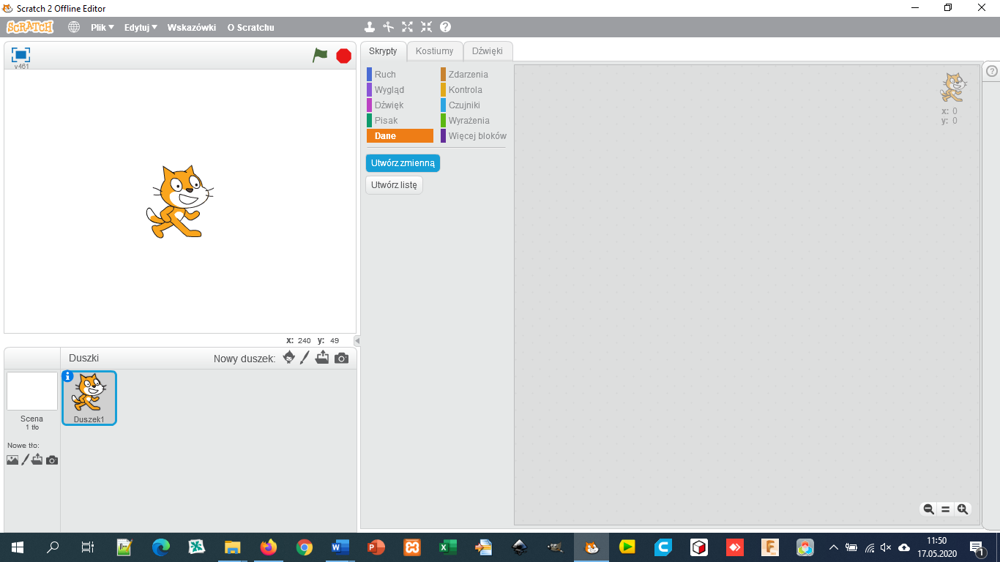 Scratch 2 Offline Editor
SCRATCH Plik Edytuj Wskazówki O Scratchu
v461
Skrypty Kostiumy Dźwięki
Ruch Zdarzenia
Wygląd Kontrola
Dźwięk Czujniki
Pisak Wyrażenia
Dane Więcej bloków
Utwórz zmienną
Utwórz listę
x: 0
y: 0
x: 240 y: 49
Duszki Nowy duszek:
Duszek1
Scena
1 tło
Nowe tło:
11:50
17.05.2020
1